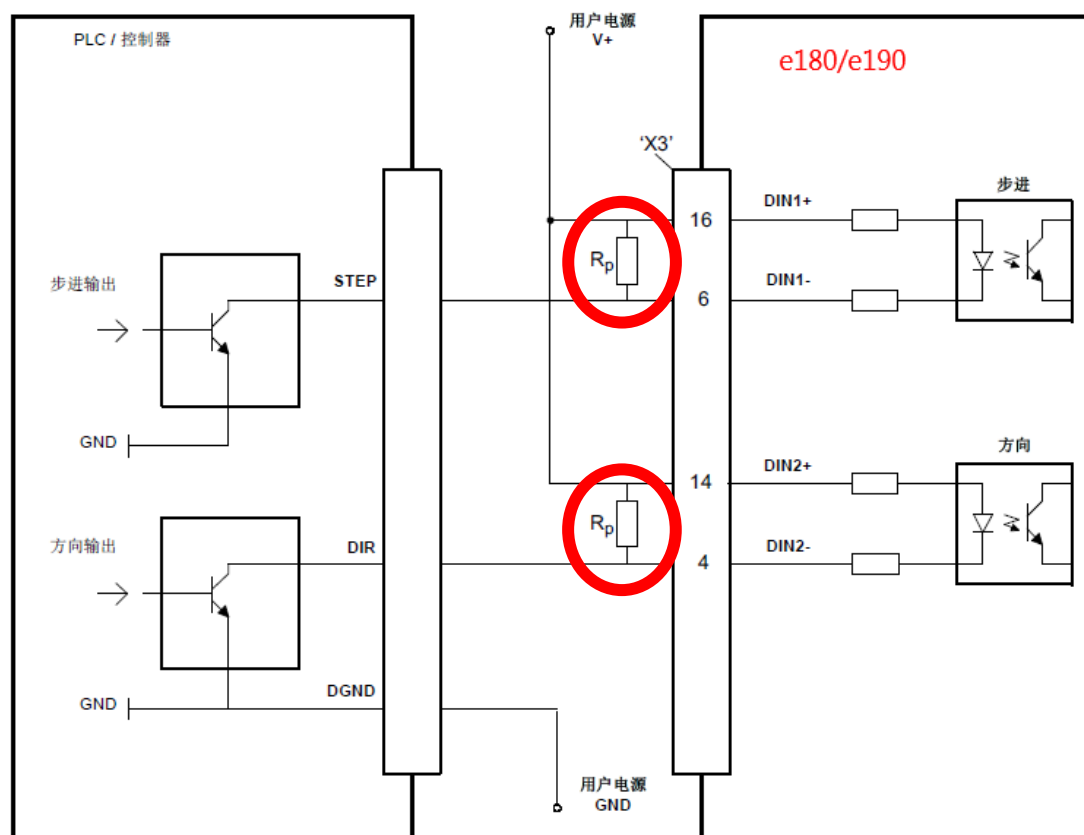 PLC / 控制器
用户电源
V+
e180/e190
'X3'
步进
16
DIN1+
Rp
步进输出
STEP
6
DIN1-
GND
方向
14
DIN2+
Rp
方向输出
DIR
4
DIN2-
GND
DGND
用户电源
GND